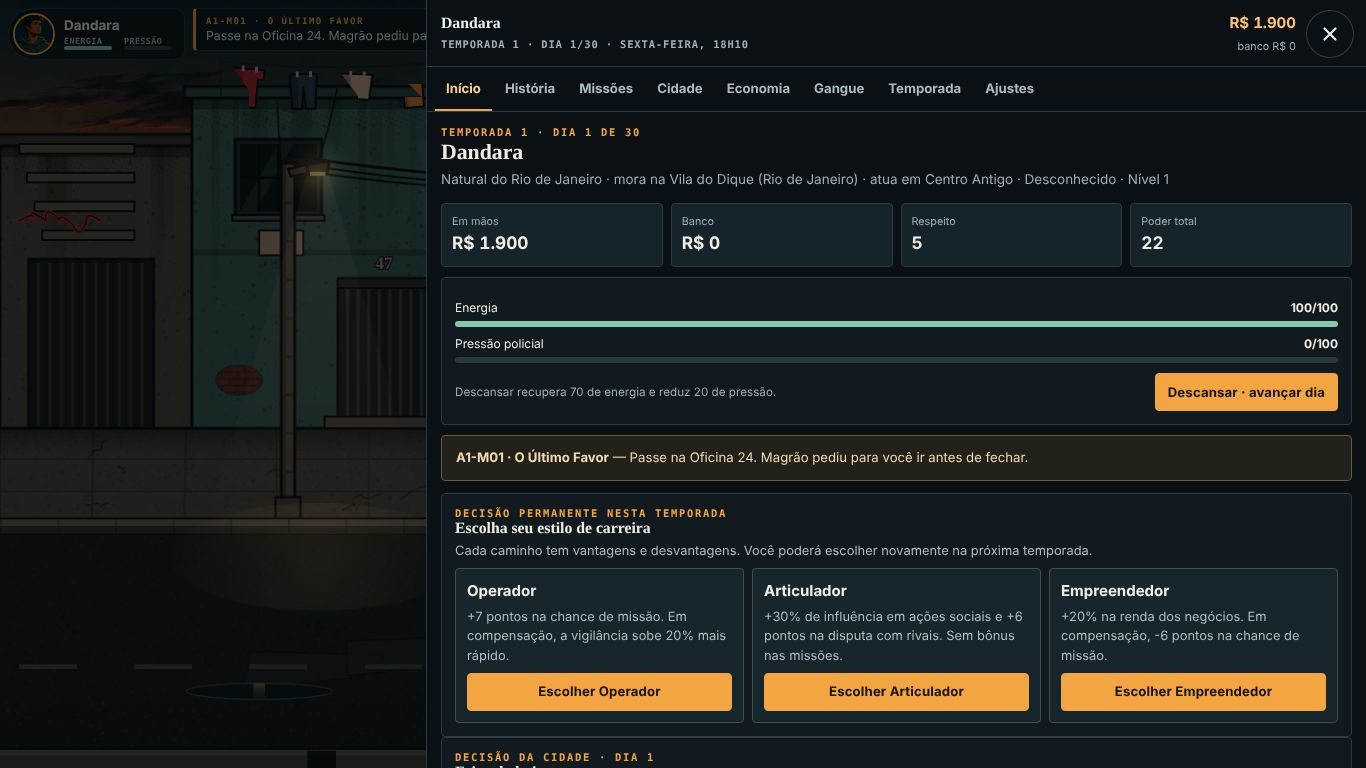 Dandara
ENERGIA PRESSÃO
A1-M01 · O ÚLTIMO FAVOR
Passe na Oficina 24. Magrão pediu pa
47
Dandara
TEMPORADA 1 · DIA 1/30 · SEXTA-FEIRA, 18H10
R$ 1.900
banco R$ 0
Início História Missões Cidade Economia Gangue Temporada Ajustes
TEMPORADA 1 · DIA 1 DE 30
Dandara
Natural do Rio de Janeiro · mora na Vila do Dique (Rio de Janeiro) · atua em Centro Antigo · Desconhecido · Nível 1
Em mãos
R$ 1.900
Banco
R$ 0
Respeito
5
Poder total
22
Energia 100/100
Pressão policial 0/100
Descansar recupera 70 de energia e reduz 20 de pressão.
Descansar · avançar dia
A1-M01 · O Último Favor — Passe na Oficina 24. Magrão pediu para você ir antes de fechar.
DECISÃO PERMANENTE NESTA TEMPORADA
Escolha seu estilo de carreira
Cada caminho tem vantagens e desvantagens. Você poderá escolher novamente na próxima temporada.
Operador
+7 pontos na chance de missão. Em
compensação, a vigilância sobe 20% mais
rápido.
Escolher Operador
Articulador
+30% de influência em ações sociais e +6
pontos na disputa com rivais. Sem bônus
nas missões.
Escolher Articulador
Empreendedor
+20% na renda dos negócios. Em
compensação, -6 pontos na chance de
missão.
Escolher Empreendedor
DECISÃO DA CIDADE · DIA 1